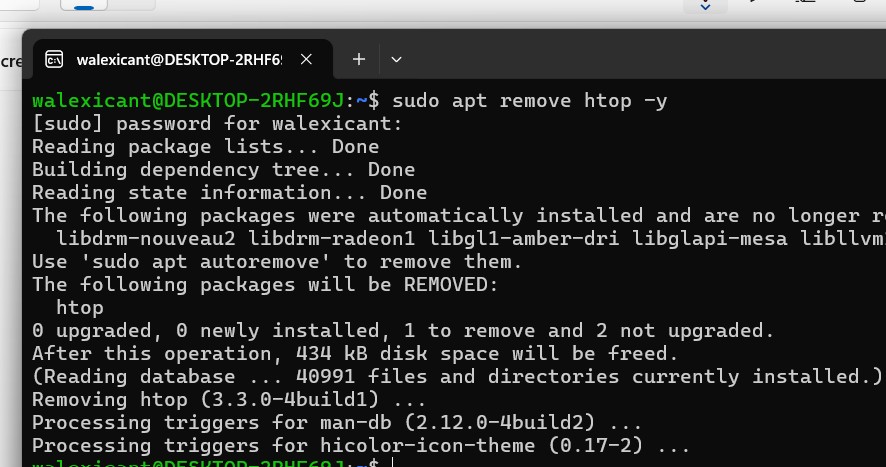 cre
walexicant@DESKTOP-2RHF69
walexicant@DESKTOP-2RHF69J:~$ sudo apt remove htop -y
[sudo] password for walexicant:
Reading package lists... Done
Building dependency tree... Done
Reading state information... Done
The following packages were automatically installed and are no longer r
libdrm-nouveau2 libdrm-radeon1 libgl1-amber-dri libglapi-mesa libllvm
Use 'sudo apt autoremove' to remove them.
The following packages will be REMOVED:
htop
0 upgraded, 0 newly installed, 1 to remove and 2 not upgraded.
After this operation, 434 kB disk space will be freed.
(Reading database ... 40991 files and directories currently installed.)
Removing htop (3.3.0-4build1) ...
Processing triggers for man-db (2.12.0-4build2) ...
Processing triggers for hicolor-icon-theme (0.17-2) ...
walexicant@DESKTOP-2RHF69J:~$